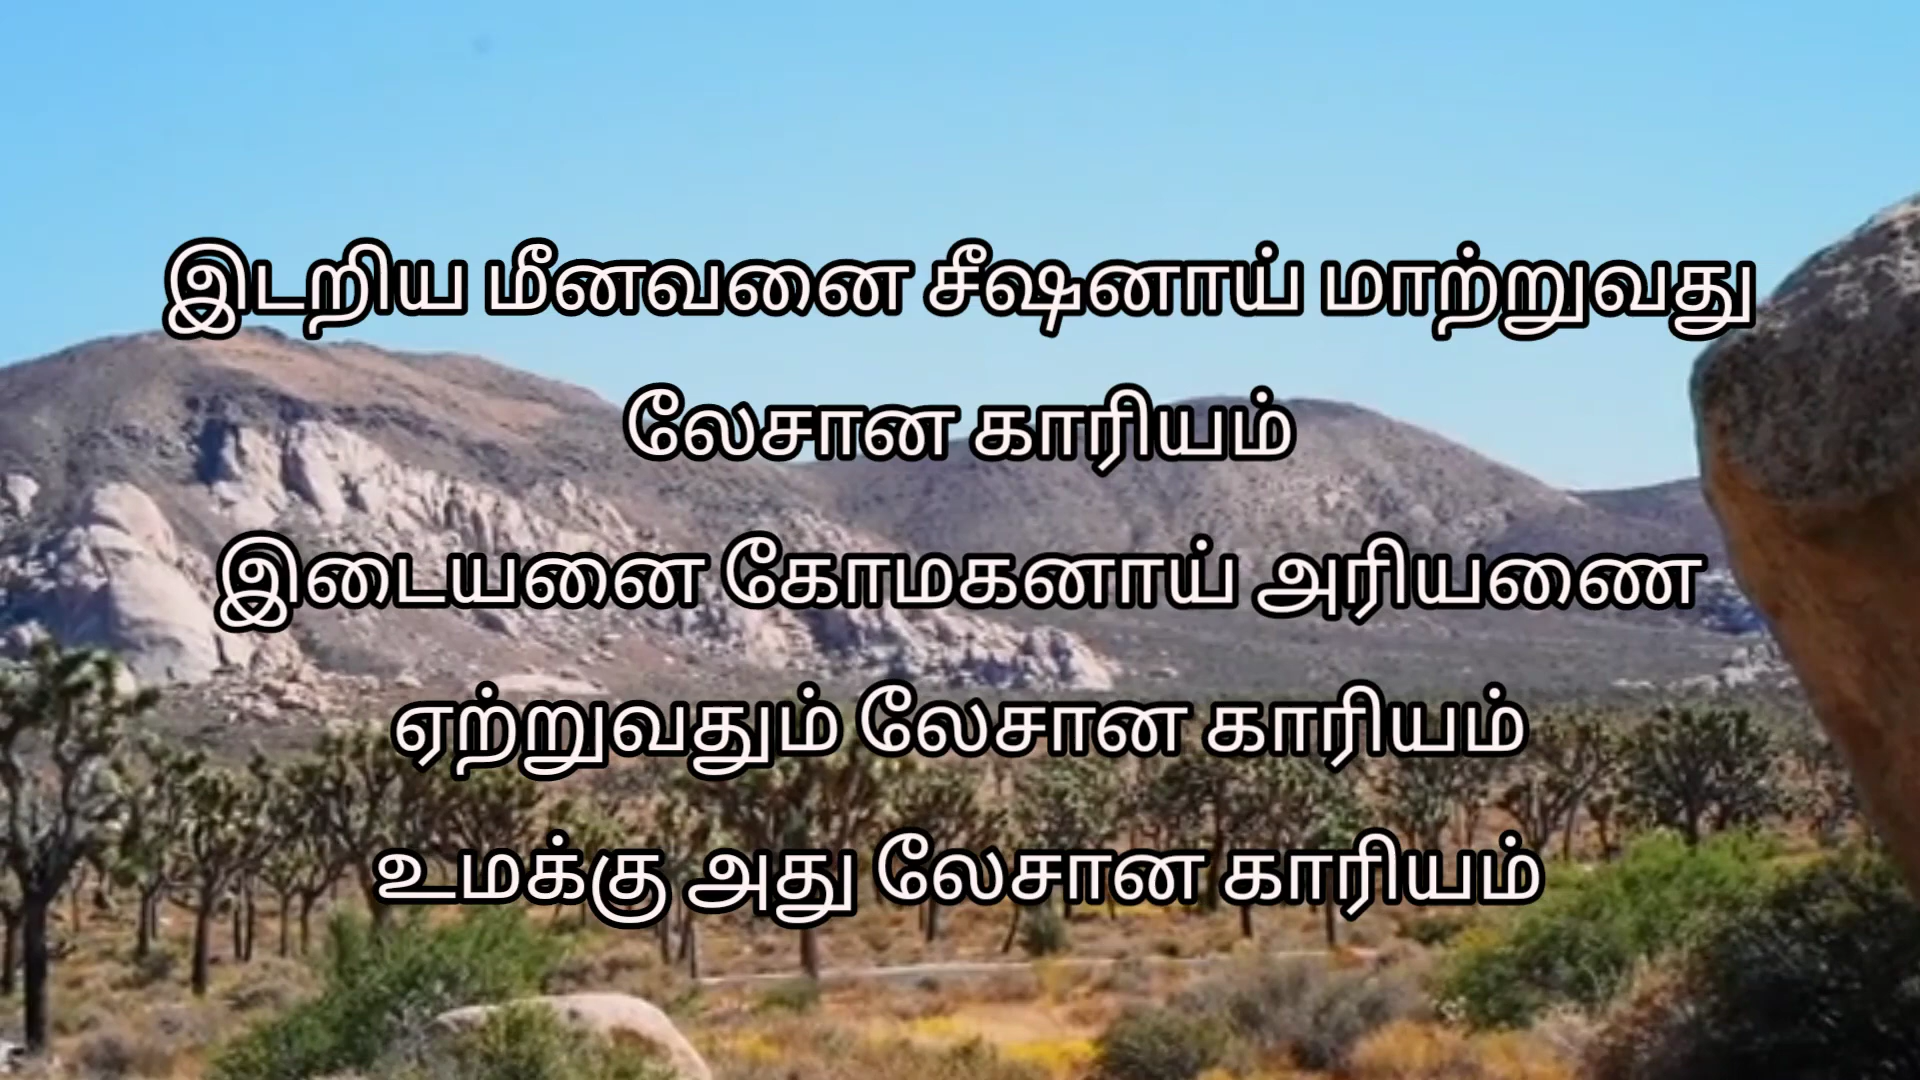 இடறிய மீனவனை சீஷனாய் மாற்றுவது
லேசான காரியம்
இடையனை கோமகனாய் அரியணை
ஏற்றுவதும் லேசான காரியம்
உமக்கு அது லேசான காரியம்